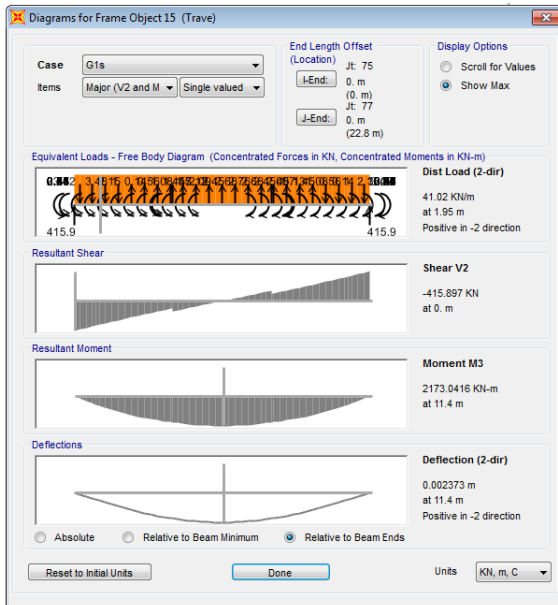 Diagrams for Frame Object 15 (Trave)
Case
G1s
Items
Major (V2 and M
Single valued
End Length Offset
(Location)
I-End:
Jt: 75
0. m
(0. m)
J-End:
Jt: 77
0. m
(22.8 m)
Display Options
Scroll for Values
Show Max
Equivalent Loads - Free Body Diagram (Concentrated Forces in KN, Concentrated Moments in KN-m)
415.9
415.9
Dist Load (2-dir)
41.02 KN/m
at 1.95 m
Positive in -2 direction
Resultant Shear
Shear V2
-415.897 KN
at 0. m
Resultant Moment
Moment M3
2173.0416 KN-m
at 11.4 m
Deflections
Deflection (2-dir)
0.002373 m
at 11.4 m
Positive in -2 direction
Absolute
Relative to Beam Minimum
Relative to Beam Ends
Reset to Initial Units
Done
Units
KN, m, C